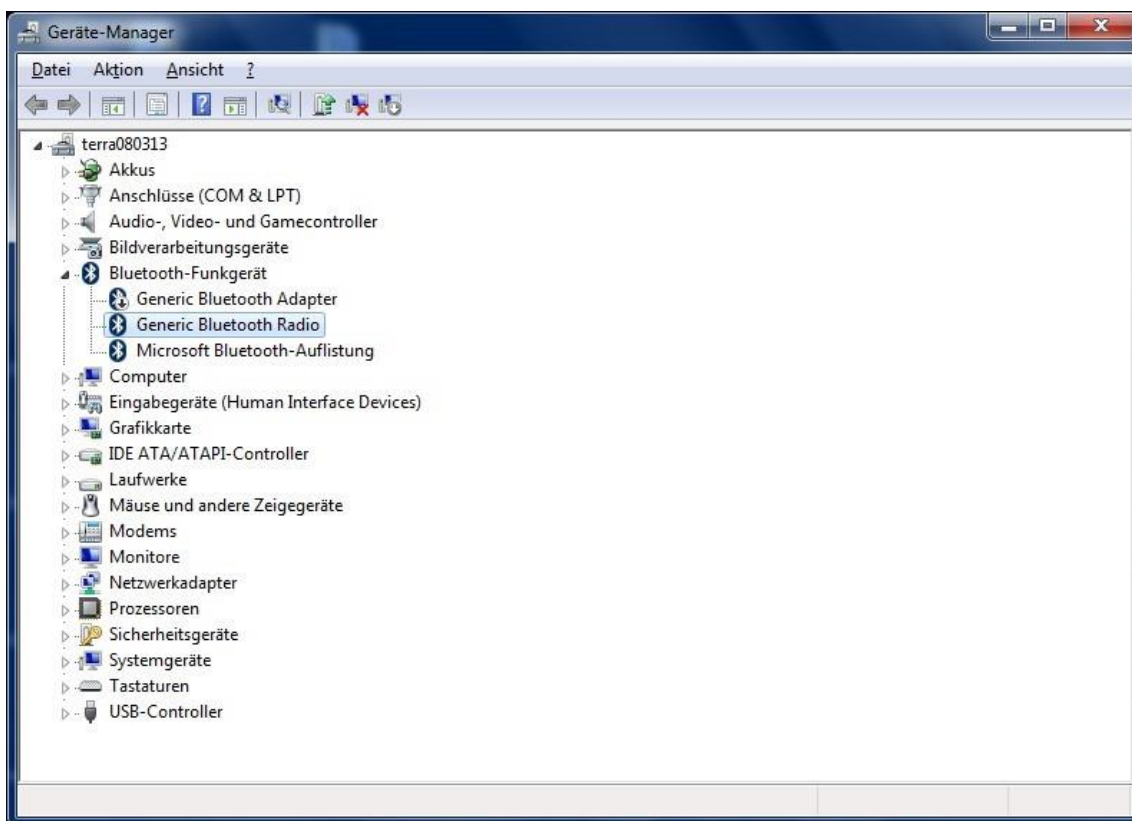 Geräte-Manager
Datei Aktion Ansicht ?
terra080313
Akkus
Anschlüsse (COM & LPT)
Audio-, Video- und Gamecontroller
Bildverarbeitungsgeräte
Bluetooth-Funkgerät
Generic Bluetooth Adapter
Generic Bluetooth Radio
Microsoft Bluetooth-Auflistung
Computer
Eingabegeräte (Human Interface Devices)
Grafikkarte
IDE ATA/ATAPI-Controller
Laufwerke
Mäuse und andere Zeigegeräte
Modems
Monitore
Netzwerkadapter
Prozessoren
Sicherheitsgeräte
Systemgeräte
Tastaturen
USB-Controller